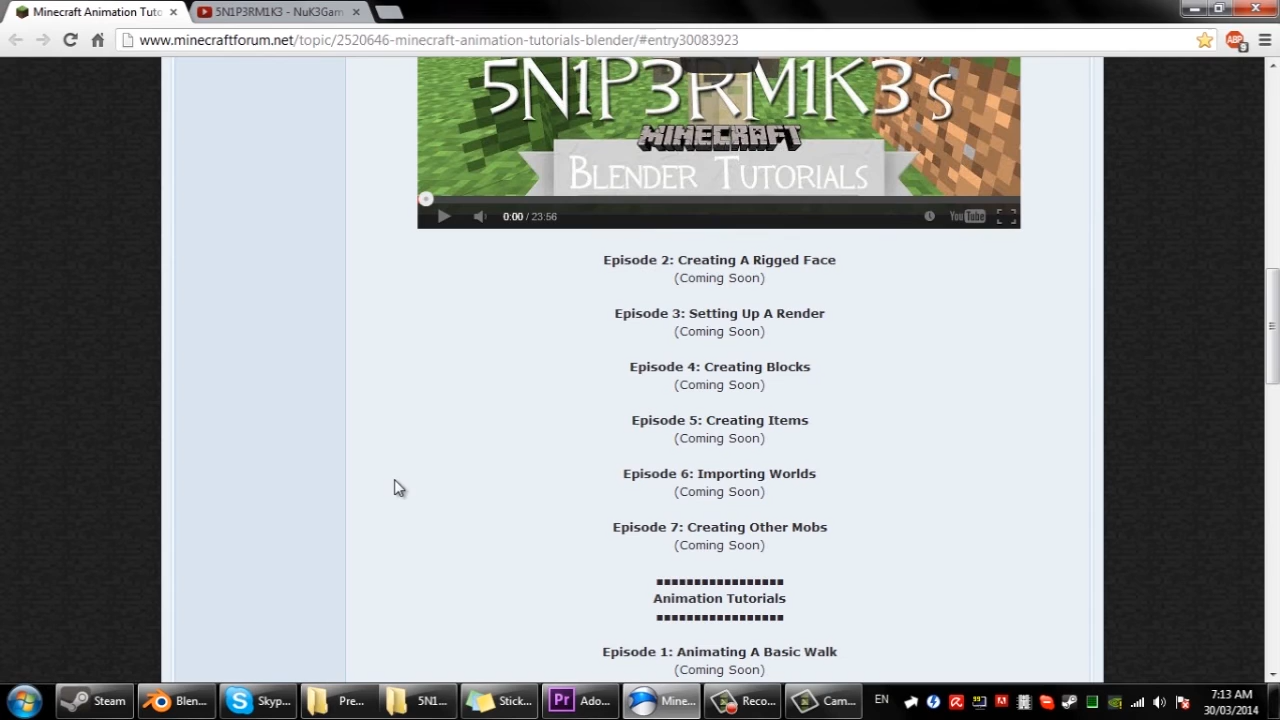 Minecraft Animation Tuto
5N1P3RM1K3 - NuK3Gam
www.minecraftforum.net/topic/2520646-minecraft-animation-tutorials-blender/#entry30083923
ABP
5N1P3RM1K3's
MINECRAFT
BLENDER TUTORIALS
0:00 / 23:56
YouTube
Episode 2: Creating A Rigged Face
(Coming Soon)
Episode 3: Setting Up A Render
(Coming Soon)
Episode 4: Creating Blocks
(Coming Soon)
Episode 5: Creating Items
(Coming Soon)
Episode 6: Importing Worlds
(Coming Soon)
Episode 7: Creating Other Mobs
(Coming Soon)
Animation Tutorials
Episode 1: Animating A Basic Walk
(Coming Soon)
Steam
Blen...
Skyp...
Pre...
5N1...
Stick...
Pr
Ado...
Mine...
Reco...
Cam...
EN
7:13 AM
30/03/2014